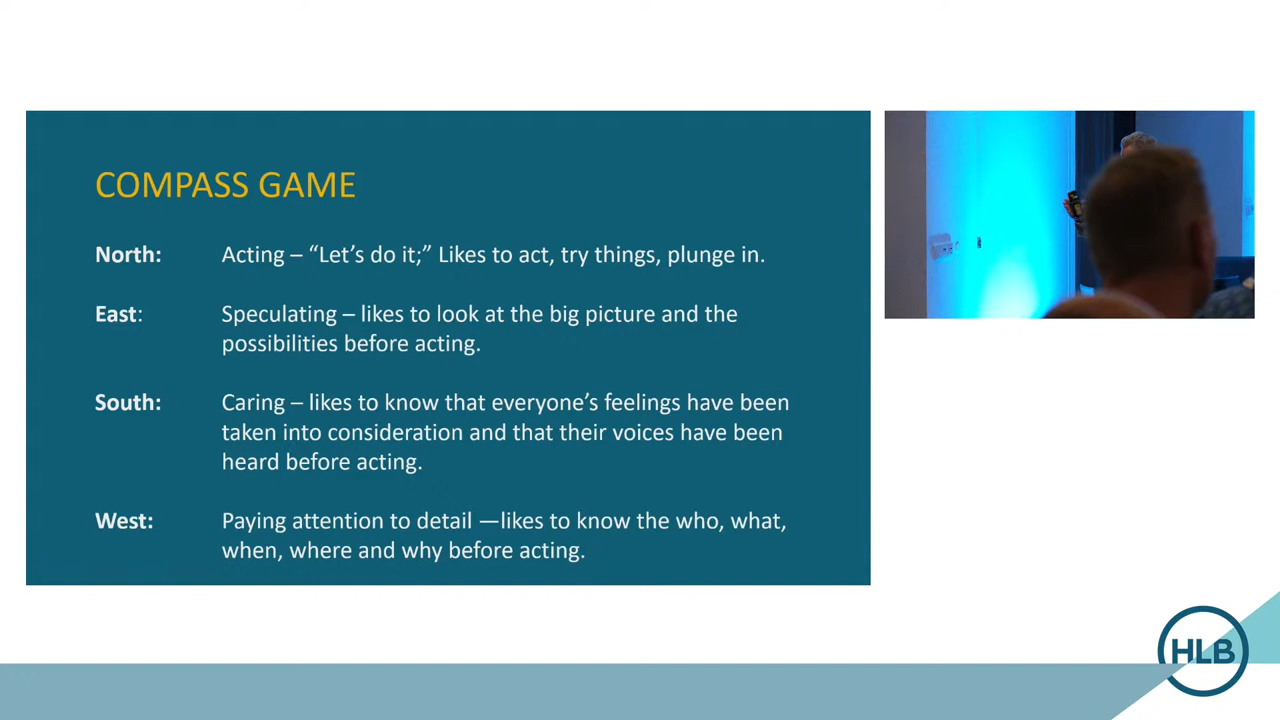 COMPASS GAME
North: Acting – “Let’s do it;” Likes to act, try things, plunge in.
East: Speculating – likes to look at the big picture and the
possibilities before acting.
South: Caring – likes to know that everyone’s feelings have been
taken into consideration and that their voices have been
heard before acting.
West: Paying attention to detail —likes to know the who, what,
when, where and why before acting.
HLB